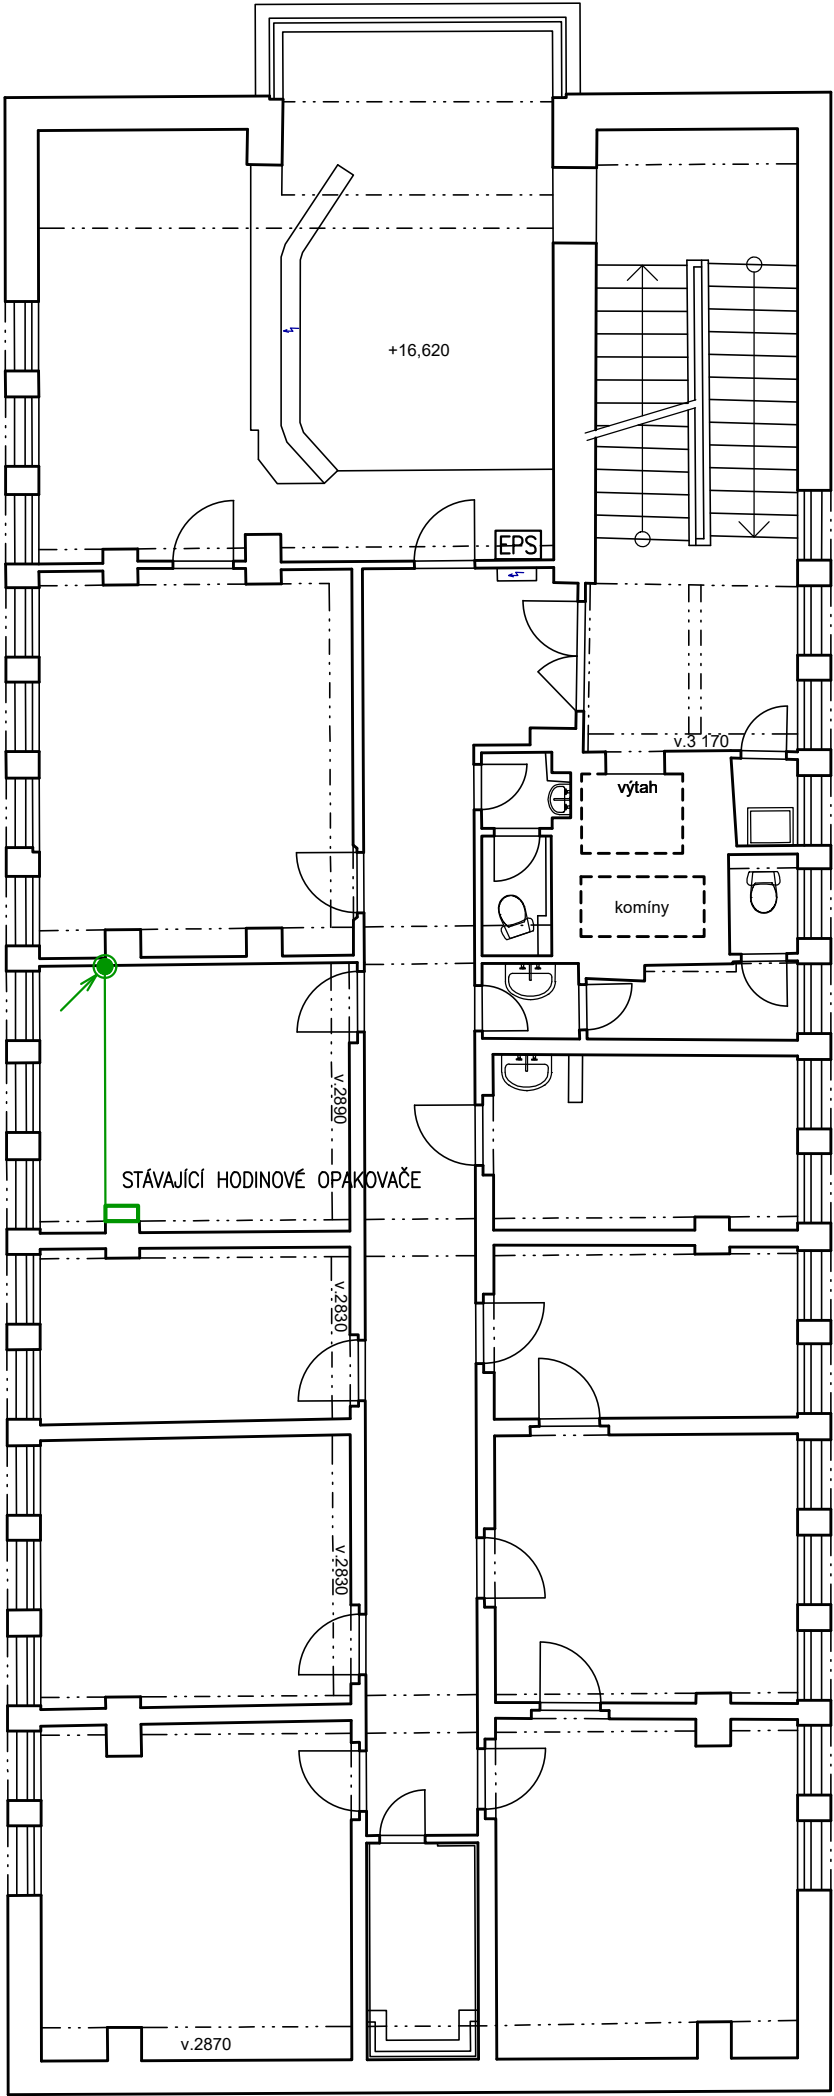 +16,620
EPS
v.3 170
výtah
komíny
v.2890
STÁVAJÍCÍ HODINOVÉ OPAKOVAČE
v.2830
v.2830
v.2870